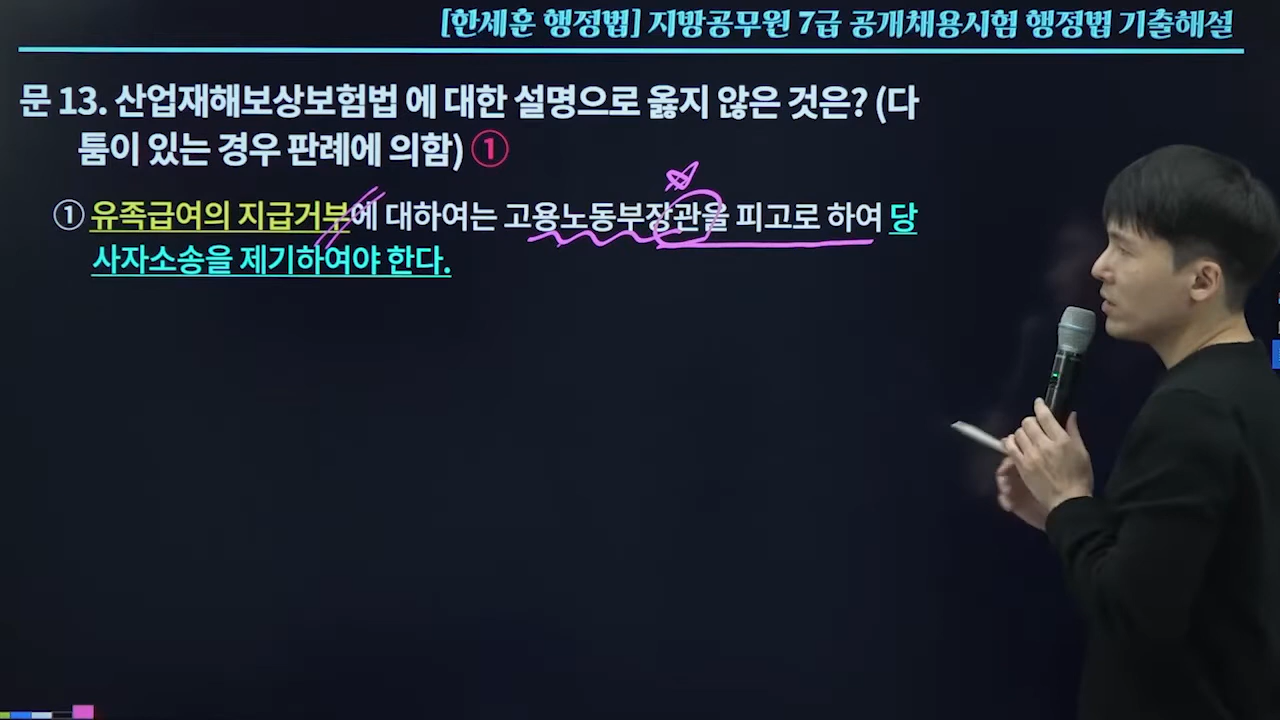 [한세훈 행정법] 지방공무원 7급 공개채용시험 행정법 기출해설
문 13. 산업재해보상보험법 에 대한 설명으로 옳지 않은 것은? (다
툼이 있는 경우 판례에 의함) ①
① 유족급여의 지급거부에 대하여는 고용노동부장관을 피고로 하여 당
사자소송을 제기하여야 한다.